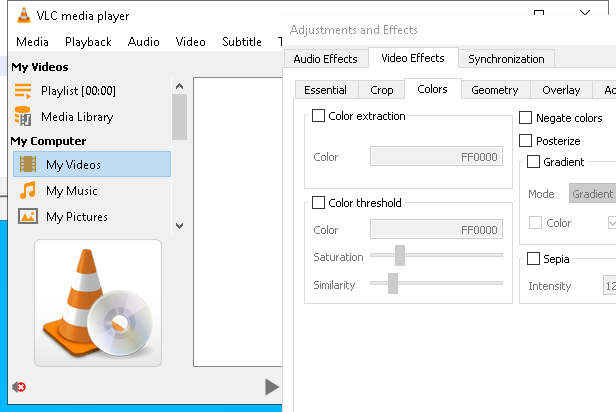 VLC media player
Media Playback Audio Video Subtitle
My Videos
Playlist [00:00]
Media Library
My Computer
My Videos
My Music
My Pictures
Adjustments and Effects
Audio Effects Video Effects Synchronization
Essential Crop Colors Geometry Overlay
Color extraction
Color FF0000
Color threshold
Color FF0000
Saturation
Similarity
Negate colors
Posterize
Gradient
Mode Gradient
Color
Sepia
Intensity 12